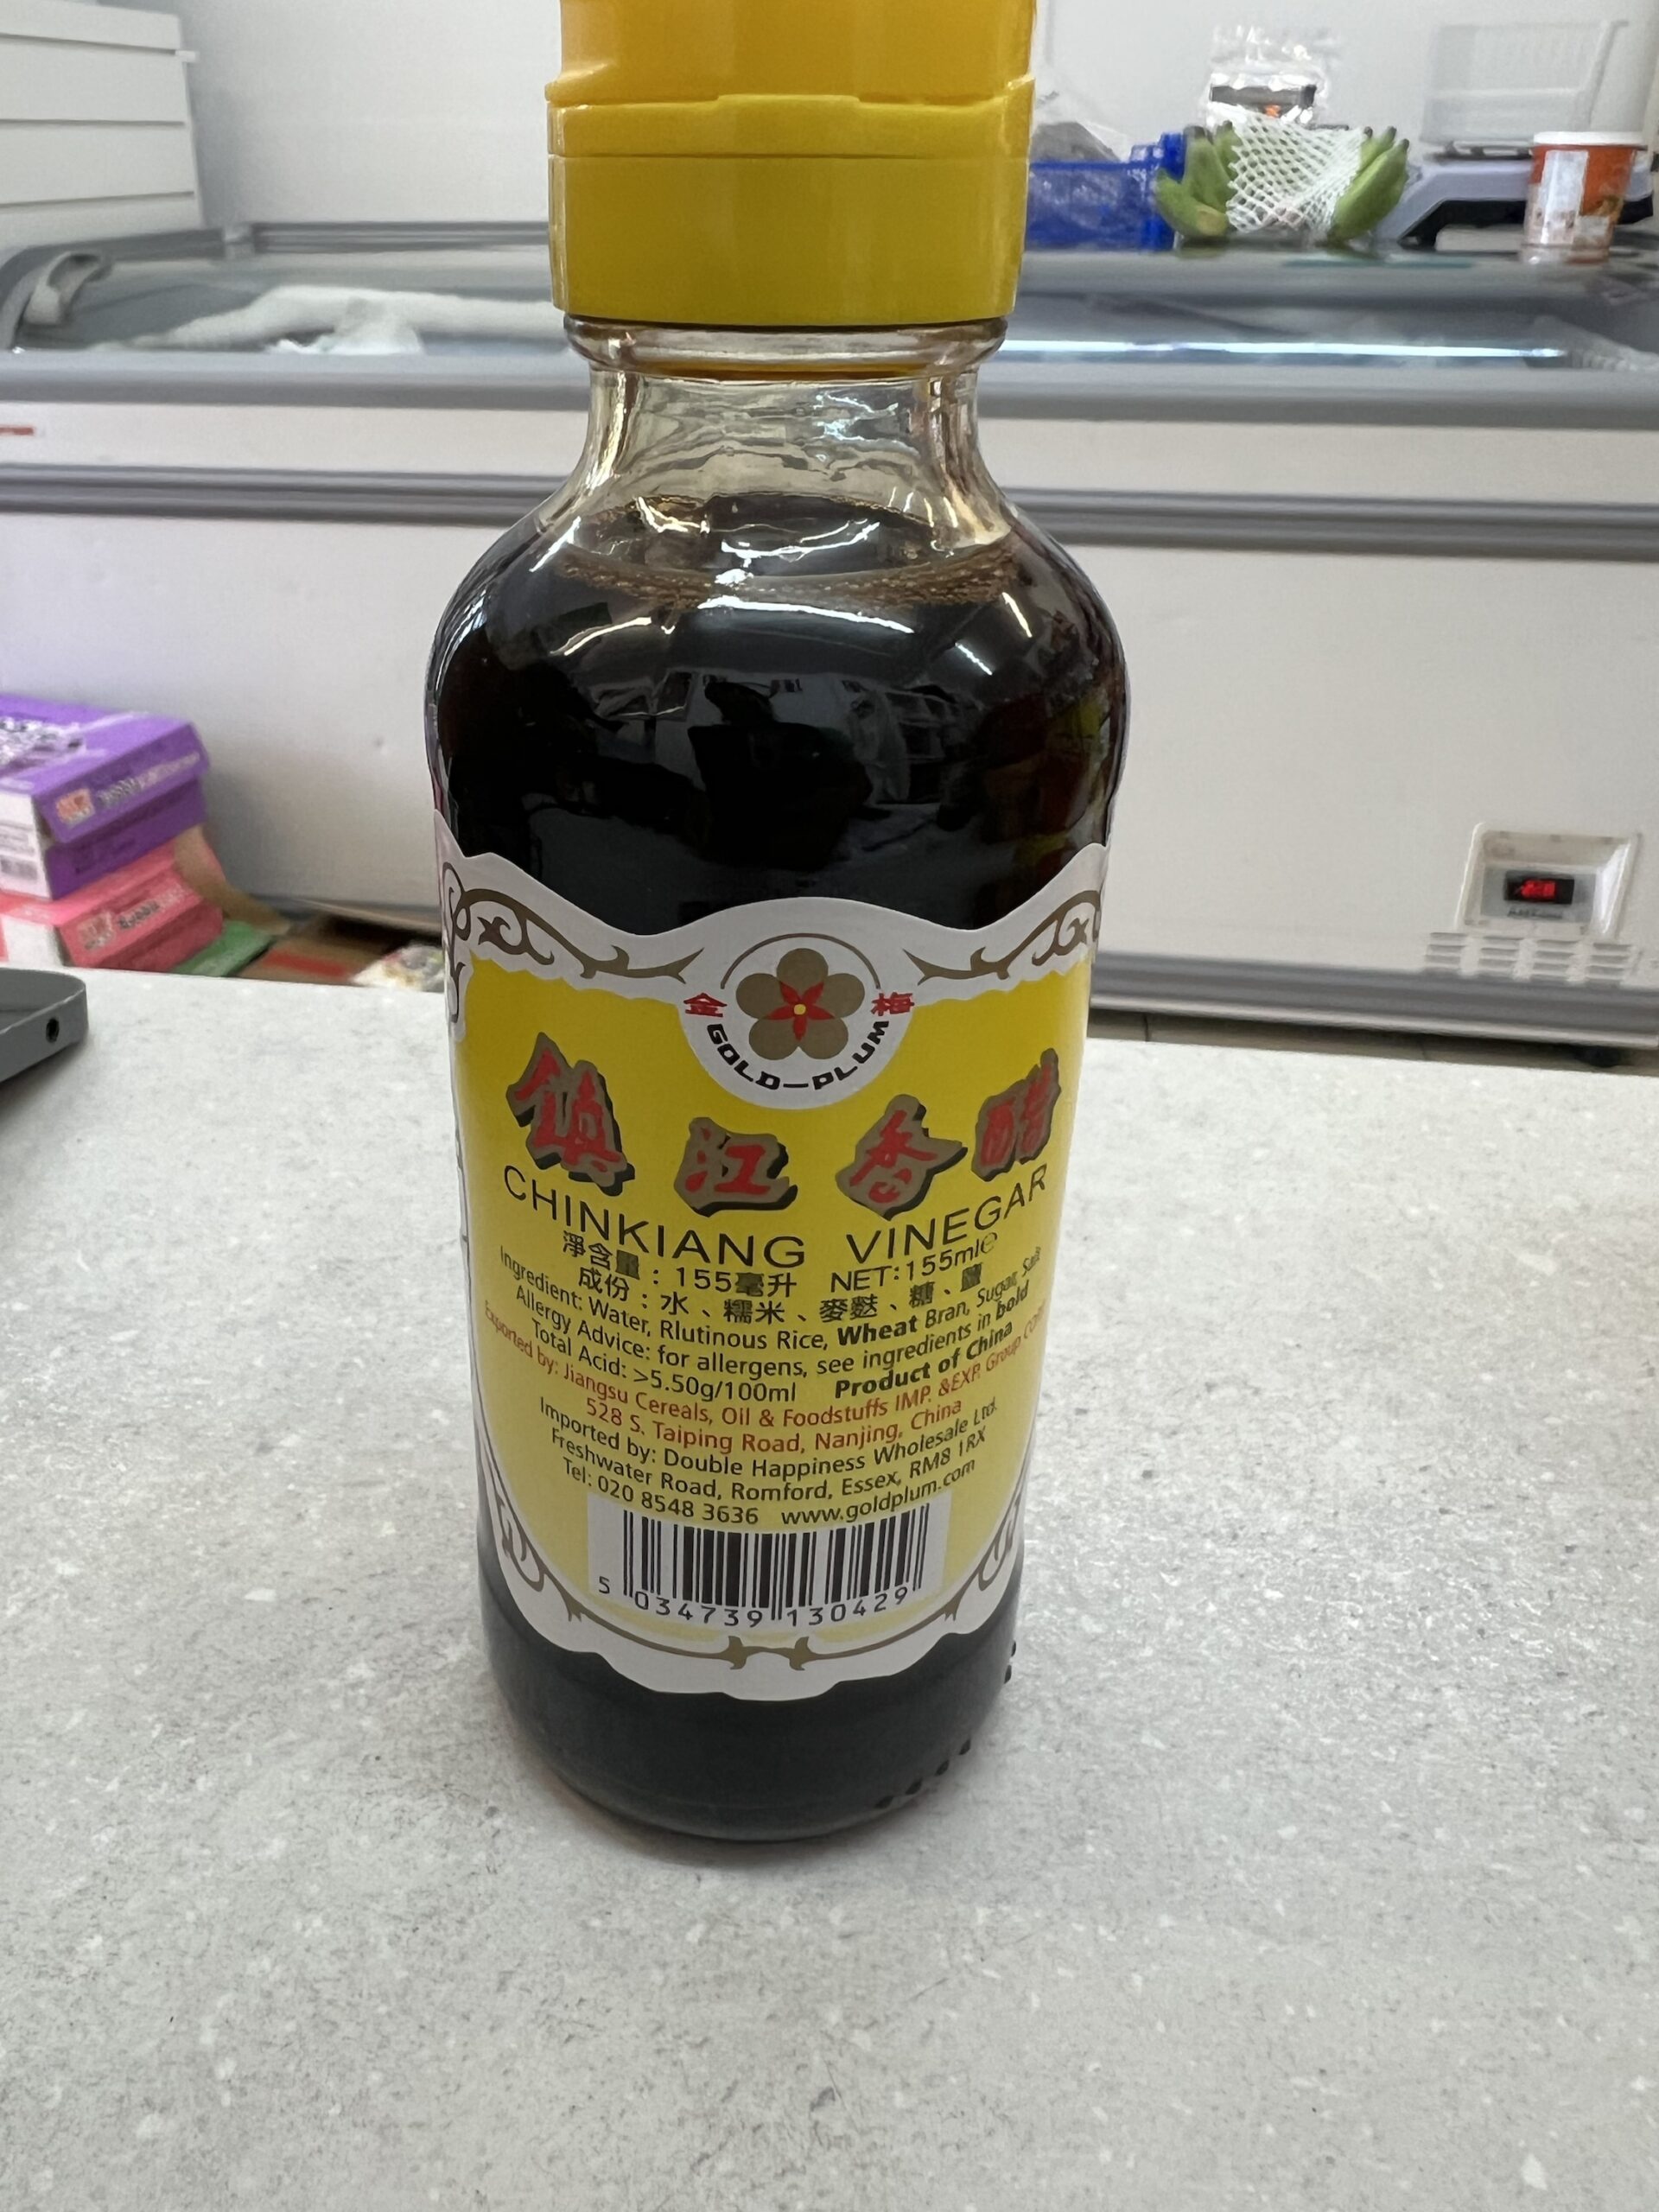 金 梅
GOLD-PLUM
鎮江香醋
CHINKIANG VINEGAR
淨含量：155毫升 NET:155ml℮
成份：水、糯米、麥麩、糖、鹽
Ingredient: Water, Rlutinous Rice, Wheat Bran, Sugar, Salt
Allergy Advice: for allergens, see ingredients in bold
Total Acid: >5.50g/100ml Product of China
Exported by: Jiangsu Cereals, Oil & Foodstuffs IMP. &EXP. Group
528 S. Taiping Road, Nanjing, China
Imported by: Double Happiness Wholesale Ltd.
Freshwater Road, Romford, Essex, RM8 1RX
Tel: 020 8548 3636 www.goldplum.com
5 034739 130429